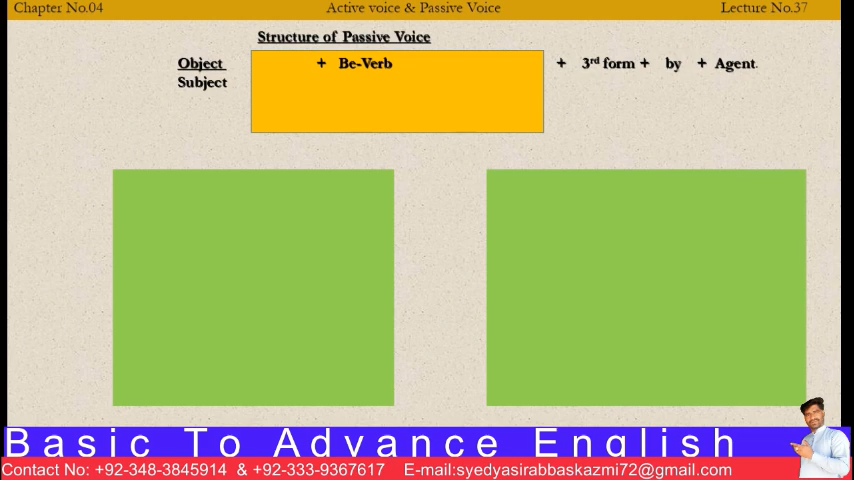 Chapter No.04 Active voice & Passive Voice Lecture No.37
Structure of Passive Voice
Object + Be-Verb + 3rd form + by + Agent.
Subject
Basic To Advance English
Contact No: +92-348-3845914 & +92-333-9367617 E-mail:syedyasirabbaskazmi72@gmail.com